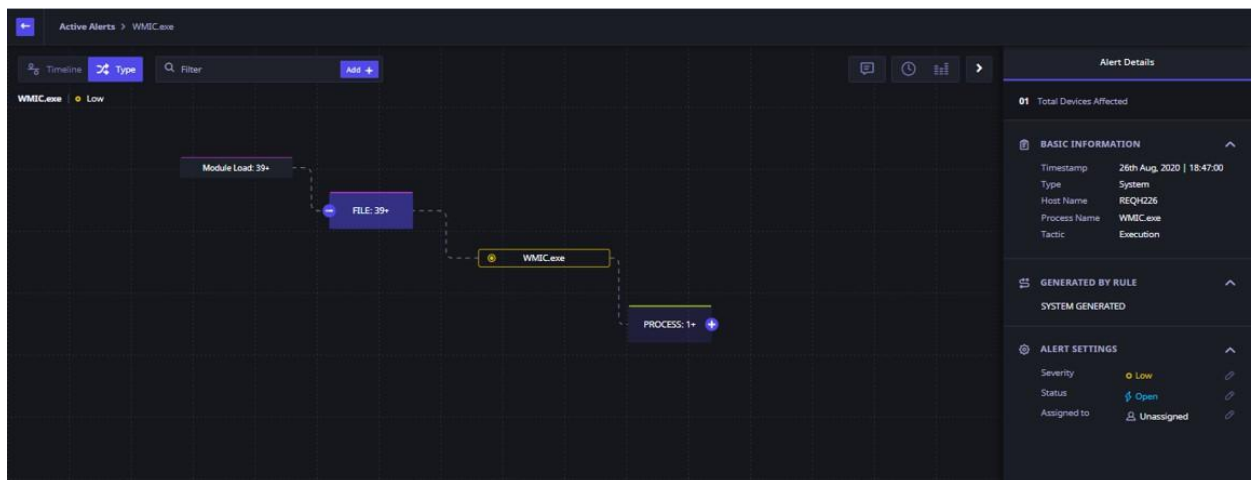 Active Alerts > WMIC.exe
Timeline Type Filter Add +
Alert Details
WMIC.exe Low
01 Total Devices Affected
BASIC INFORMATION
Timestamp 26th Aug, 2020 | 18:47:00
Type System
Host Name REQH226
Process Name WMIC.exe
Tactic Execution
GENERATED BY RULE
SYSTEM GENERATED
ALERT SETTINGS
Severity Low
Status Open
Assigned to Unassigned
Module Load: 39+
FILE: 39+
WMIC.exe
PROCESS: 1+